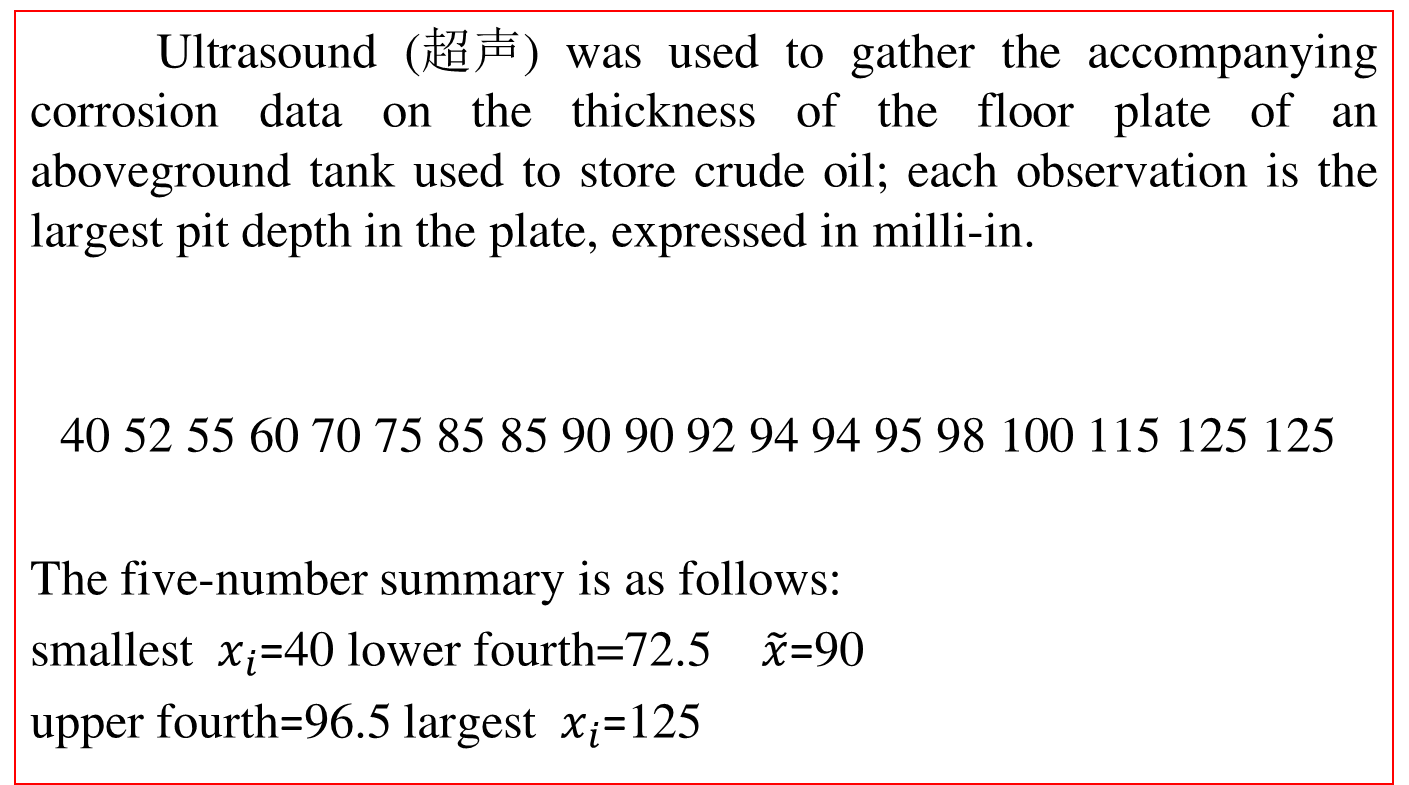 Ultrasound (超声) was used to gather the accompanying
corrosion data on the thickness of the floor plate of an
aboveground tank used to store crude oil; each observation is the
largest pit depth in the plate, expressed in milli-in.
40 52 55 60 70 75 85 85 90 90 92 94 94 95 98 100 115 125 125
The five-number summary is as follows:
smallest xᵢ=40 lower fourth=72.5 x̃=90
upper fourth=96.5 largest xᵢ=125